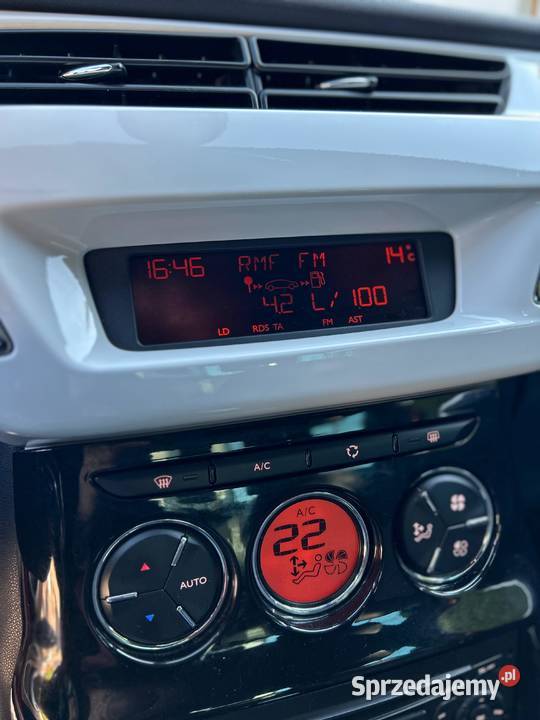 16:46 RMF FM 14°C
4.2 L/100
LD RDS TA FM AST
A/C
A/C
22
AUTO
Sprzedajemy.pl